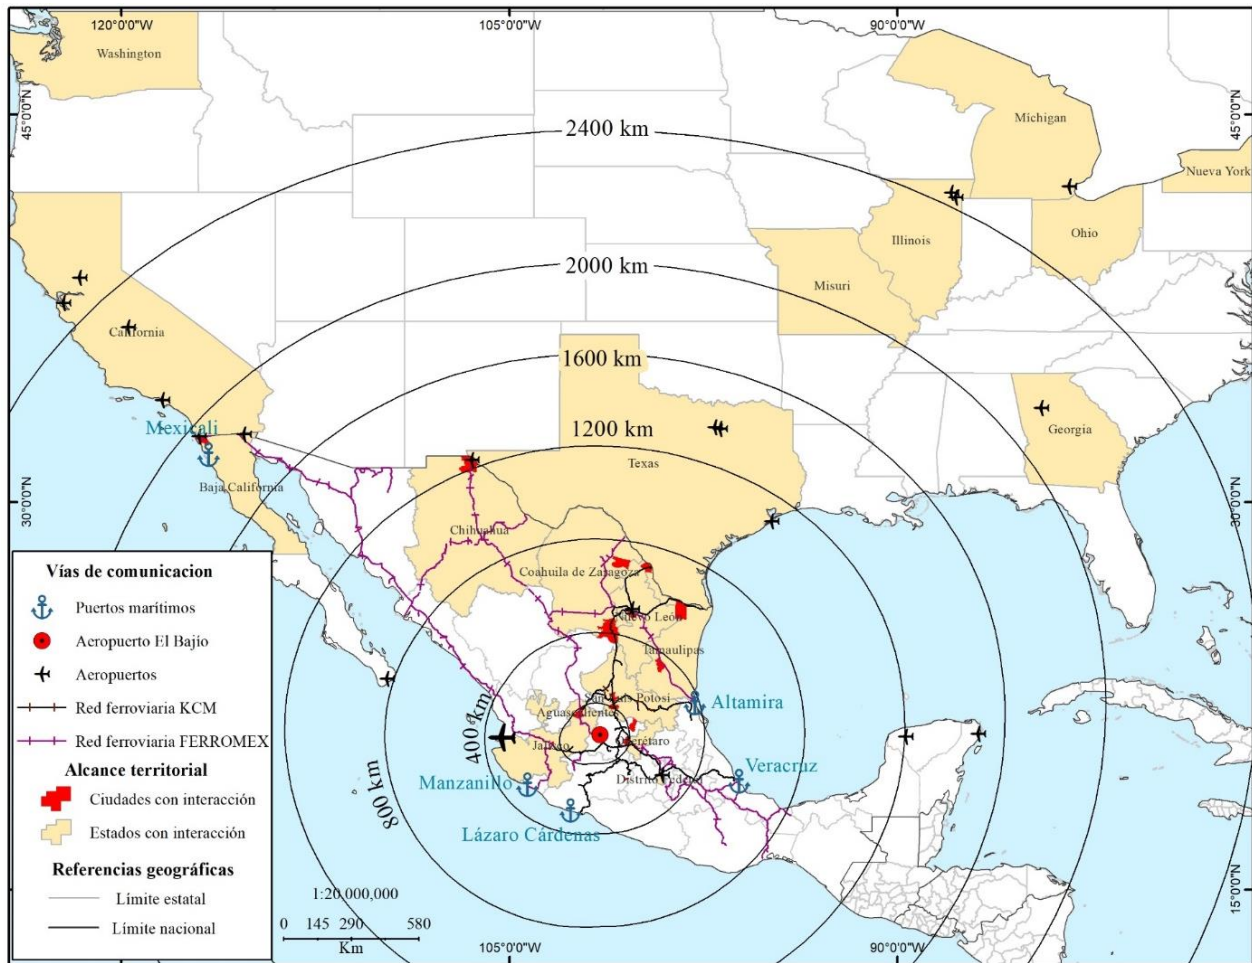 120°0'0"W
105°0'0"W
90°0'0"W
45°0'0"N
45°0'0"N
Washington
Michigan
Nueva York
2400 km
Illinois
Ohio
2000 km
Misuri
California
1600 km
1200 km
Georgia
Mexicali
Texas
Baja California
30°0'0"N
30°0'0"N
Chihuahua
Coahuila de Zaragoza
Nuevo León
Tamaulipas
San Luis Potosí
Altamira
Aguascalientes
400 km
Jalisco
Querétaro
Manzanillo
Distrito Federal
Veracruz
800 km
Lázaro Cárdenas
Vías de comunicacion
Puertos marítimos
Aeropuerto El Bajío
Aeropuertos
Red ferroviaria KCM
Red ferroviaria FERROMEX
Alcance territorial
Ciudades con interacción
Estados con interacción
Referencias geográficas
Límite estatal
Límite nacional
1:20,000,000
0 145 290 580
Km
15°0'0"N
105°0'0"W
90°0'0"W